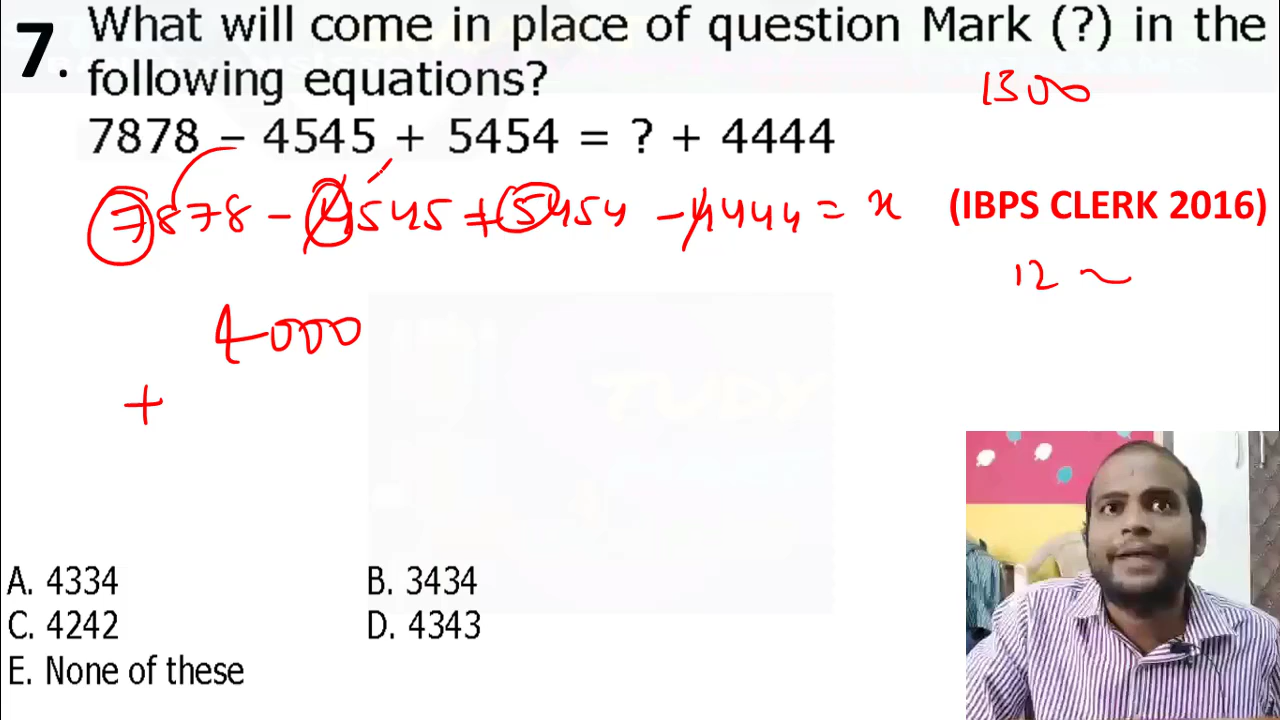 7. What will come in place of question Mark (?) in the
following equations?
1300
7878 − 4545 + 5454 = ? + 4444
7878 - 4545 + 5454 - 4444 = x
(IBPS CLERK 2016)
12
4000
+
A. 4334 B. 3434
C. 4242 D. 4343
E. None of these